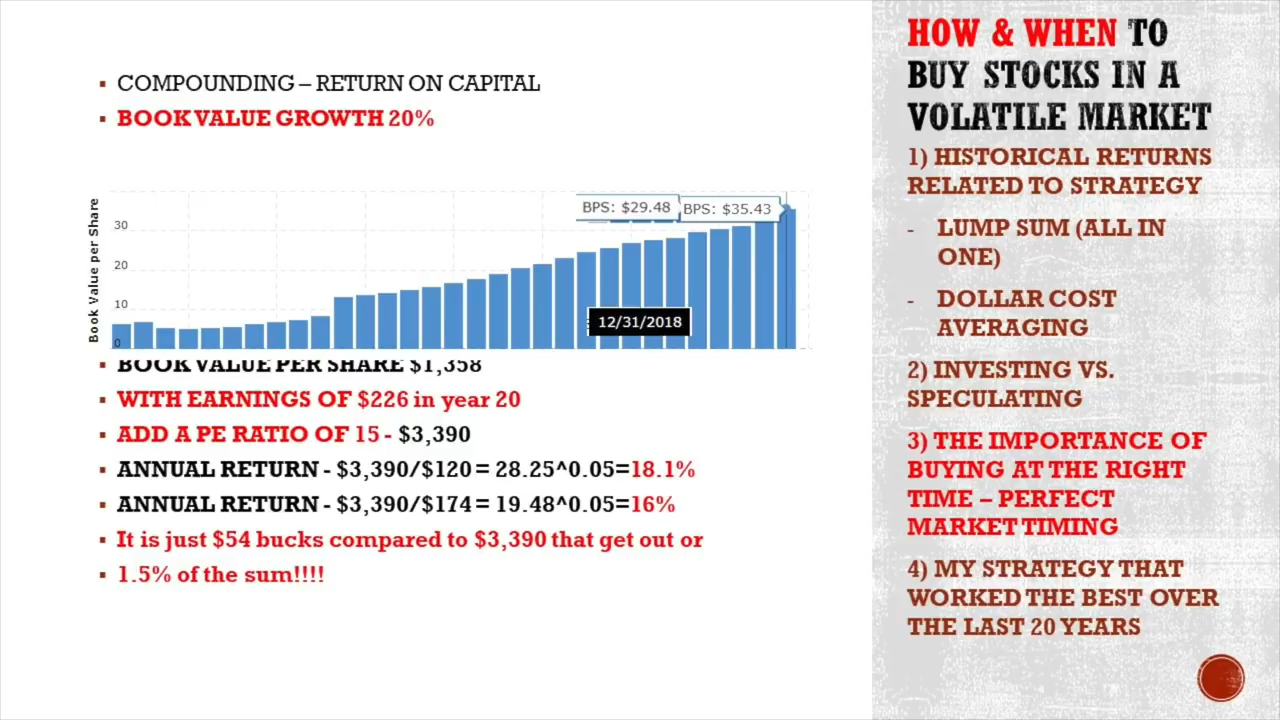 COMPOUNDING – RETURN ON CAPITAL
BOOK VALUE GROWTH 20%
Book Value per Share
30
20
10
0
BPS: $29.48
BPS: $35.43
12/31/2018
BOOK VALUE PER SHARE $1,358
WITH EARNINGS OF $226 in year 20
ADD A PE RATIO OF 15 - $3,390
ANNUAL RETURN - $3,390/$120 = 28.25^0.05=18.1%
ANNUAL RETURN - $3,390/$174 = 19.48^0.05=16%
It is just $54 bucks compared to $3,390 that get out or
1.5% of the sum!!!!
HOW & WHEN TO
BUY STOCKS IN A
VOLATILE MARKET
1) HISTORICAL RETURNS
RELATED TO STRATEGY
- LUMP SUM (ALL IN
ONE)
- DOLLAR COST
AVERAGING
2) INVESTING VS.
SPECULATING
3) THE IMPORTANCE OF
BUYING AT THE RIGHT
TIME – PERFECT
MARKET TIMING
4) MY STRATEGY THAT
WORKED THE BEST OVER
THE LAST 20 YEARS